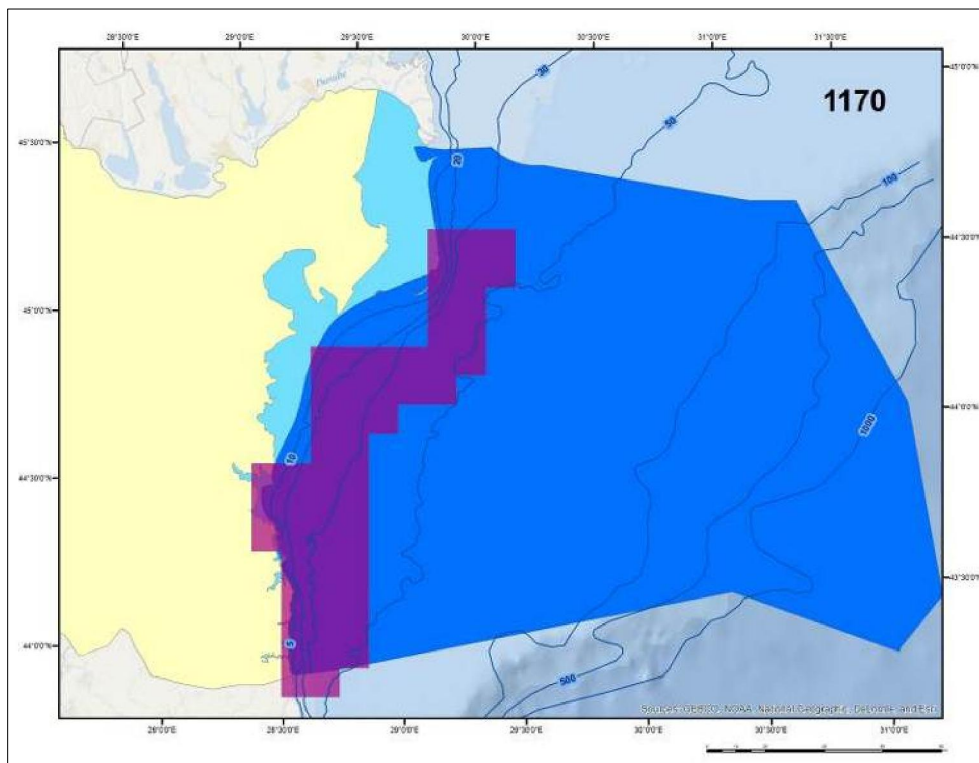 28°30'0"E 29°0'0"E 29°30'0"E 30°0'0"E 30°30'0"E 31°0'0"E 31°30'0"E
45°0'0"N
1170
Danube
30
50
45°30'0"N
20
100
44°30'0"N
45°0'0"N
44°0'0"N
1000
10
44°30'0"N
43°30'0"N
5
44°0'0"N
500
Sources: GEBCO, NOAA, National Geographic, DeLorme, and Esri
28°0'0"E 28°30'0"E 29°0'0"E 29°30'0"E 30°0'0"E 30°30'0"E 31°0'0"E